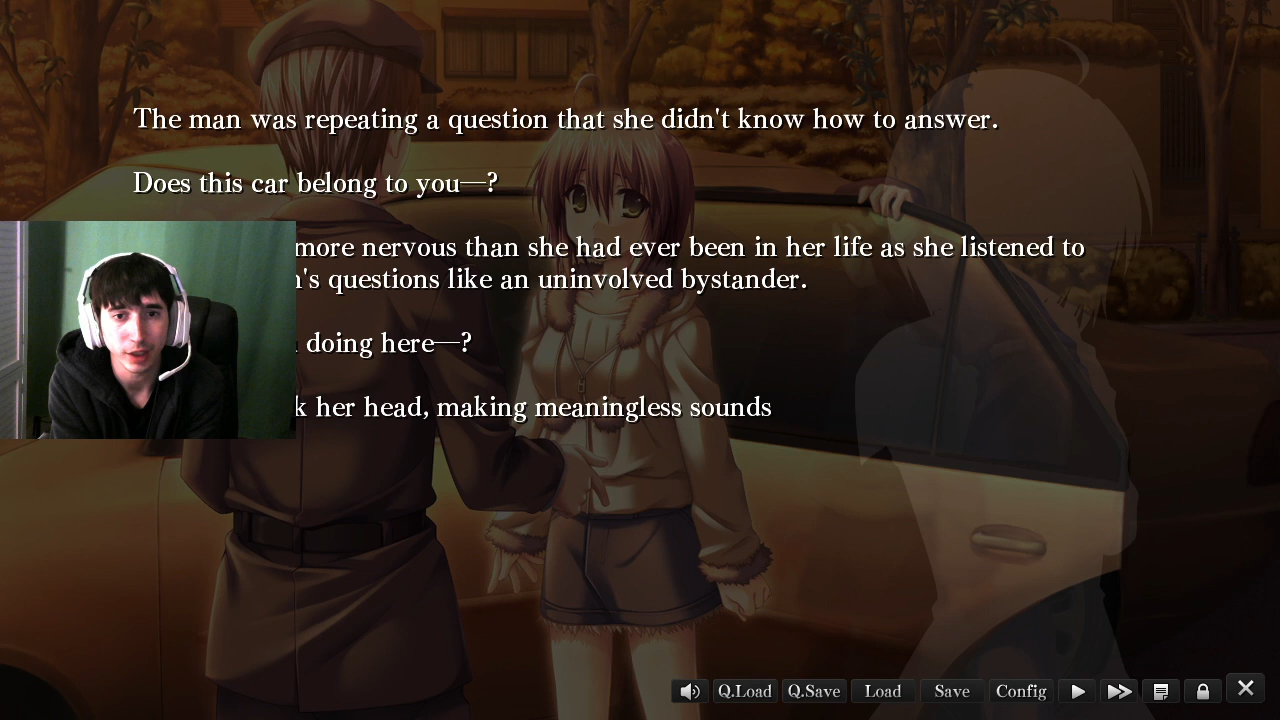 The man was repeating a question that she didn't know how to answer.
Does this car belong to you—?
more nervous than she had ever been in her life as she listened to
's questions like an uninvolved bystander.
doing here—?
her head, making meaningless sounds
Q.Load Q.Save Load Save Config